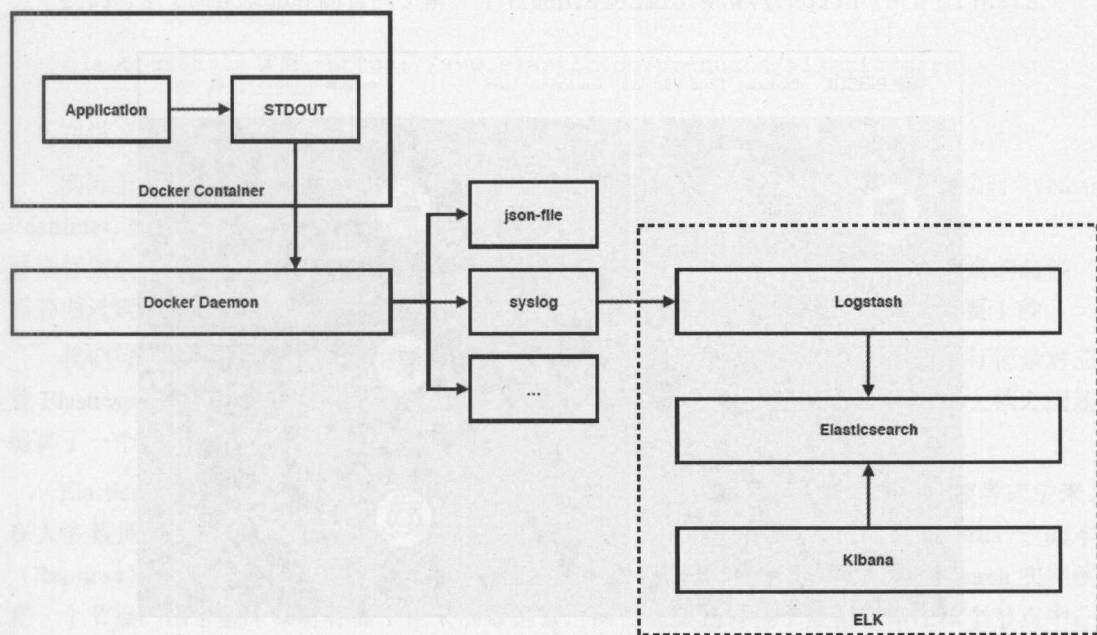 Application
STDOUT
Docker Container
json-file
Docker Daemon
syslog
Logstash
...
Elasticsearch
Kibana
ELK